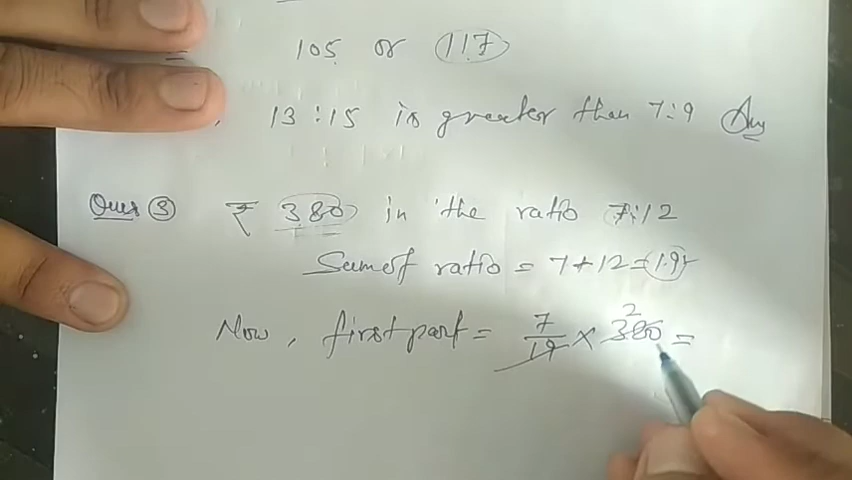 105 or 117
13 : 15 is greater than 7:9 Ans
Ques 3 ₹ 380 in the ratio 7:12
Sum of ratio = 7+12=19
Now, first part = 7/19 × 380 2 =